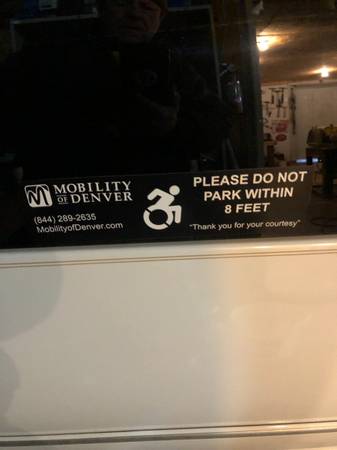 MOBILITY
OF DENVER
(844) 289-2635
MobilityofDenver.com
PLEASE DO NOT
PARK WITHIN
8 FEET
"Thank you for your courtesy"